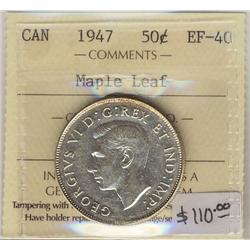 CAN 1947 50¢ EF-40
COMMENTS
Maple Leaf
GEORGIVS VI D:G:REX ET IND:IMP:
Tampering with
Have holder
$110.00